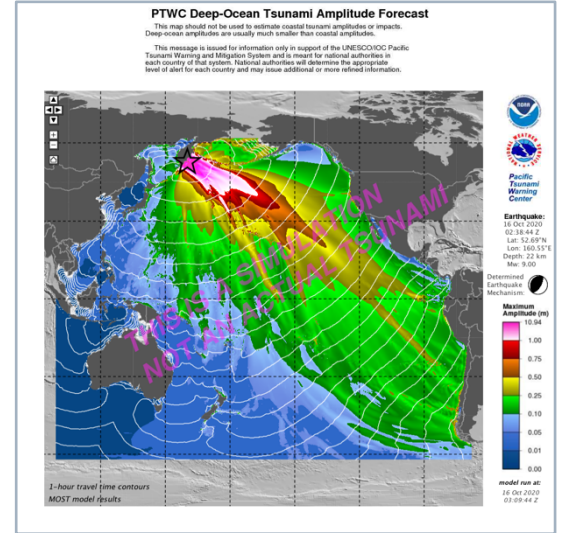 PTWC Deep-Ocean Tsunami Amplitude Forecast
This map should not be used to estimate coastal tsunami amplitudes or impacts.
Deep-ocean amplitudes are usually much smaller than coastal amplitudes.
This message is issued for information only in support of the UNESCO/IOC Pacific
Tsunami Warning and Mitigation System and is meant for national authorities in
each country of that system. National authorities will determine the appropriate
level of alert for each country and may issue additional or more refined information.
THIS IS A SIMULATION
NOT AN ACTUAL TSUNAMI
1-hour travel time contours
MOST model results
NOAA
Pacific
Tsunami
Warning
Center
Earthquake:
16 Oct 2020
02:38:44 Z
Lat: 52.69°N
Lon: 160.55°E
Depth: 22 km
Mw: 9.00
Determined
Earthquake
Mechanism:
Maximum
Amplitude (m)
10.94
1.00
0.75
0.50
0.25
0.10
0.05
0.01
0.00
model run at:
16 Oct 2020
03:09:44 Z